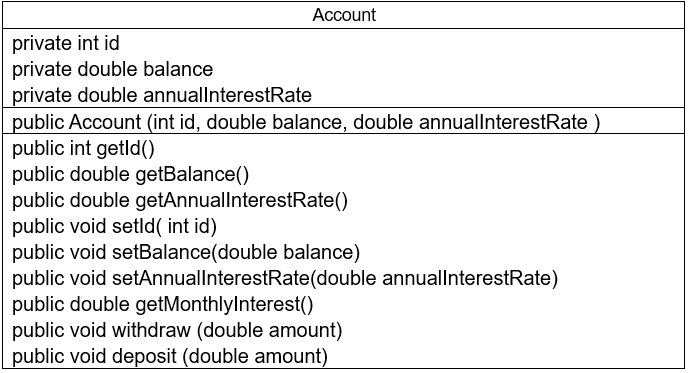 Account
private int id
private double balance
private double annualInterestRate
public Account (int id, double balance, double annualInterestRate )
public int getId()
public double getBalance()
public double getAnnualInterestRate()
public void setId( int id)
public void setBalance(double balance)
public void setAnnualInterestRate(double annualInterestRate)
public double getMonthlyInterest()
public void withdraw (double amount)
public void deposit (double amount)